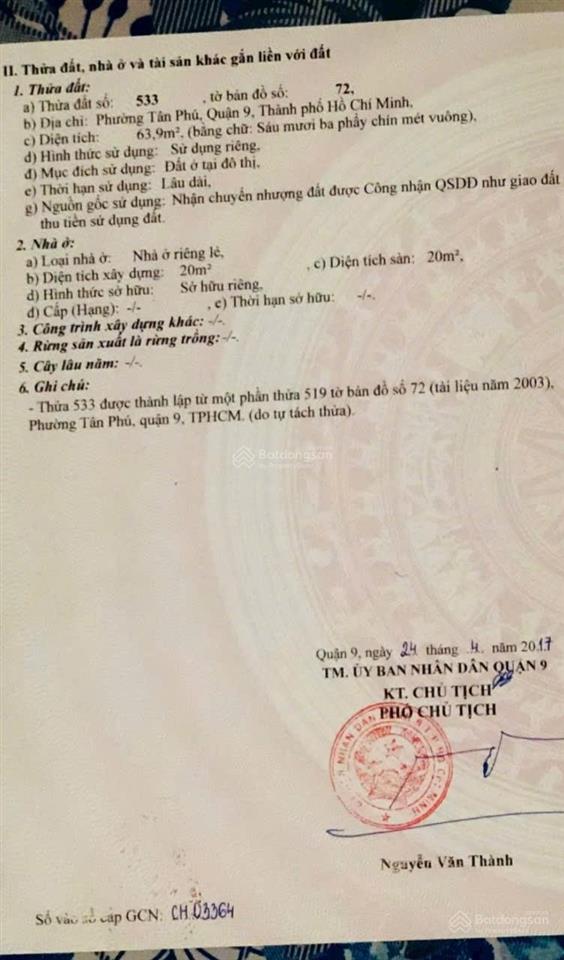 II. Thửa đất, nhà ở và tài sản khác gắn liền với đất
1. Thửa đất:
a) Thửa đất số: 533 , tờ bản đồ số: 72,
b) Địa chỉ: Phường Tân Phú, Quận 9, Thành phố Hồ Chí Minh,
c) Diện tích: 63,9m², (bằng chữ: Sáu mươi ba phẩy chín mét vuông),
d) Hình thức sử dụng: Sử dụng riêng,
đ) Mục đích sử dụng: Đất ở tại đô thị,
e) Thời hạn sử dụng: Lâu dài,
g) Nguồn gốc sử dụng: Nhận chuyển nhượng đất được Công nhận QSDĐ như giao đất
thu tiền sử dụng đất.
2. Nhà ở:
a) Loại nhà ở: Nhà ở riêng lẻ,
b) Diện tích xây dựng: 20m² , c) Diện tích sàn: 20m²,
d) Hình thức sở hữu: Sở hữu riêng,
đ) Cấp (Hạng): -/- , e) Thời hạn sở hữu: -/-.
3. Công trình xây dựng khác: -/-.
4. Rừng sản xuất là rừng trồng: -/-.
5. Cây lâu năm: -/-.
6. Ghi chú:
- Thửa 533 được thành lập từ một phần thửa 519 tờ bản đồ số 72 (tài liệu năm 2003),
Phường Tân Phú, quận 9, TPHCM. (do tự tách thửa).
Batdongsan
by PropertyGuru
Quận 9, ngày 24 tháng 4 năm 2017
TM. ỦY BAN NHÂN DÂN QUẬN 9
KT. CHỦ TỊCH
PHÓ CHỦ TỊCH
Nguyễn Văn Thành
Số vào sổ cấp GCN: CH 03364
Batdongsan